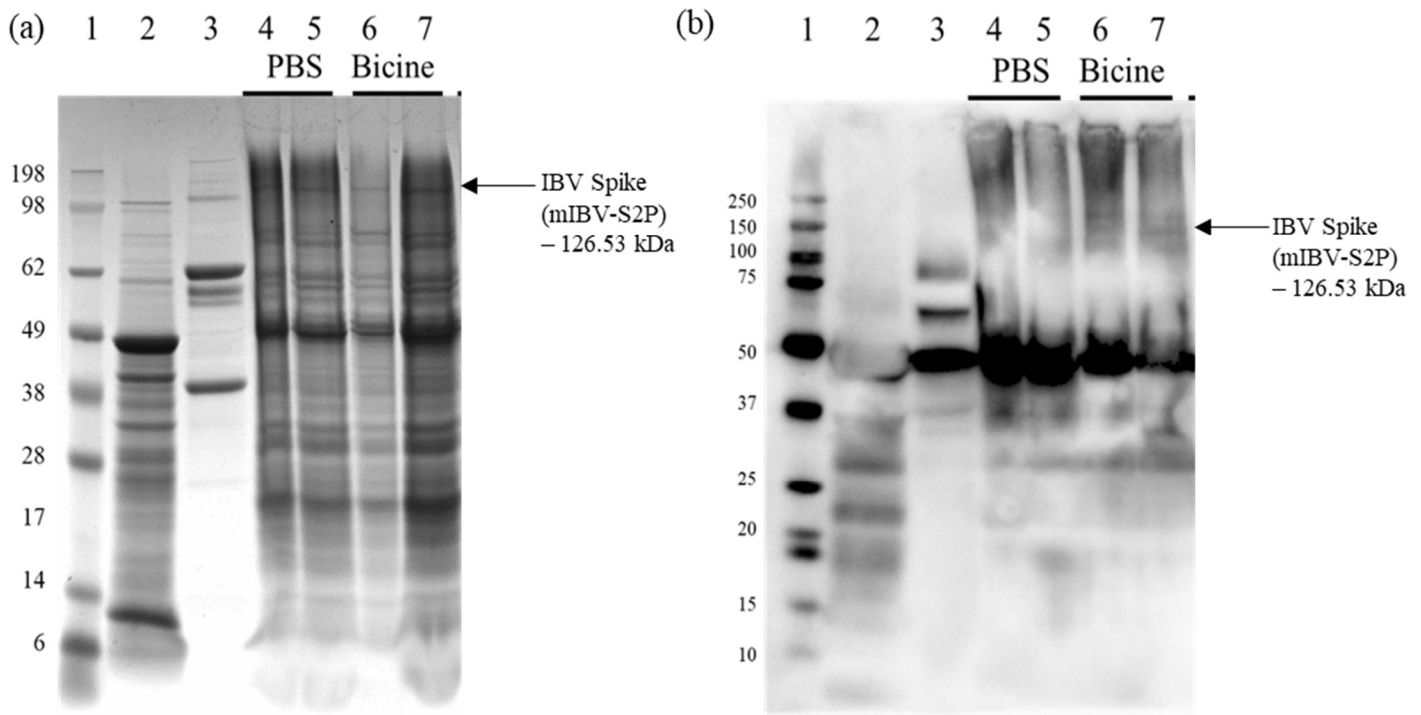 (a) 1 2 3 4 5 6 7
PBS Bicine
198
98
62
49
38
28
17
14
6
IBV Spike
(mIBV-S2P)
– 126.53 kDa
(b) 1 2 3 4 5 6 7
PBS Bicine
250
150
100
75
50
37
25
20
15
10
IBV Spike
(mIBV-S2P)
– 126.53 kDa